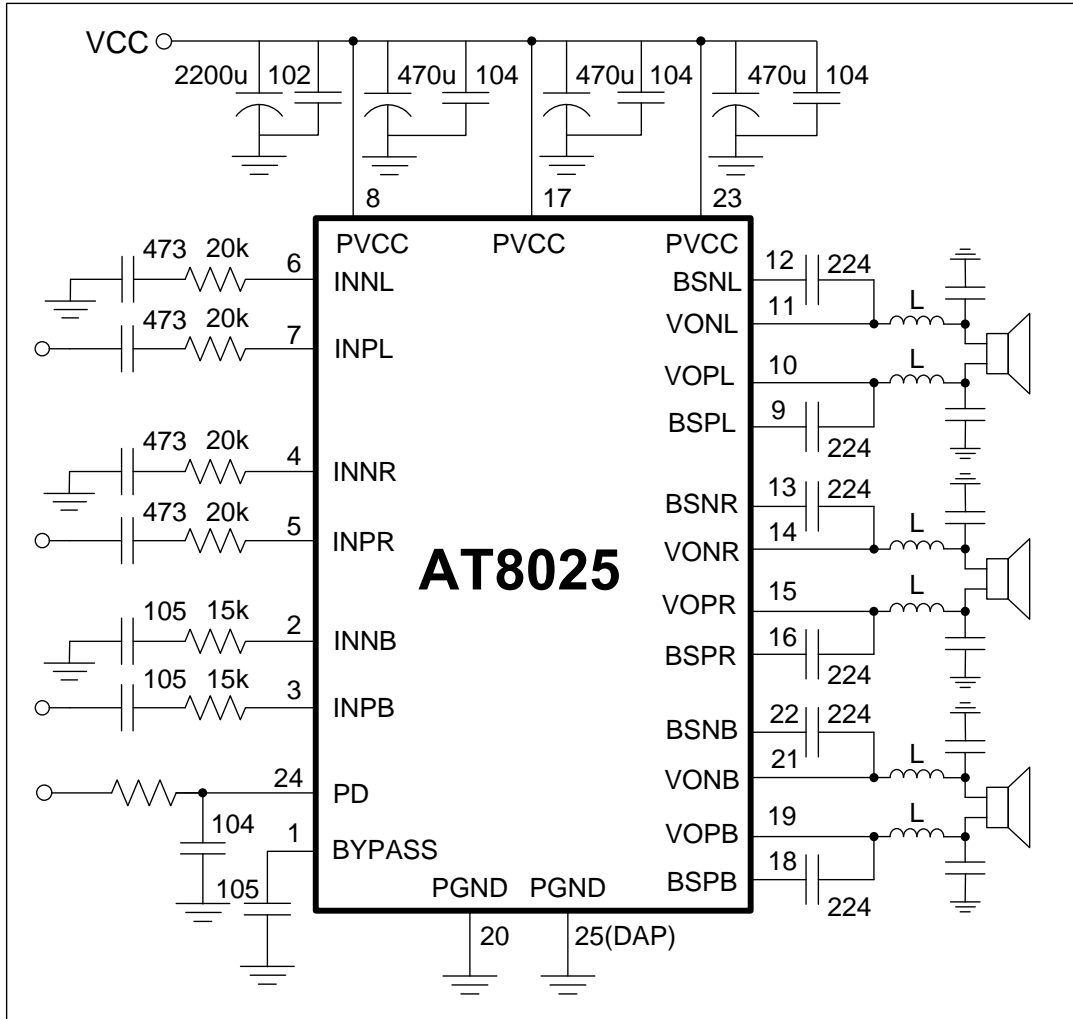 VCC
2200u 102 470u 104 470u 104 470u 104
8 17 23
PVCC PVCC PVCC
473 20k 6 INNL
473 20k 7 INPL
473 20k 4 INNR
473 20k 5 INPR
105 15k 2 INNB
105 15k 3 INPB
24 PD
104
1 BYPASS
105
AT8025
BSNL 12 224
VONL 11 L
VOPL 10 L
BSPL 9 224
BSNR 13 224
VONR 14 L
VOPR 15 L
BSPR 16 224
BSNB 22 224
VONB 21 L
VOPB 19 L
BSPB 18 224
PGND PGND
20 25(DAP)